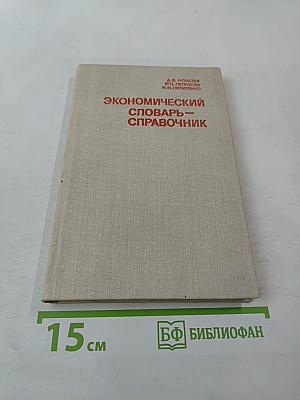 ЭКОНОМИЧЕСКИЙ
СЛОВАРЬ—
СПРАВОЧНИК
15 см
БФ БИБЛИОФАН